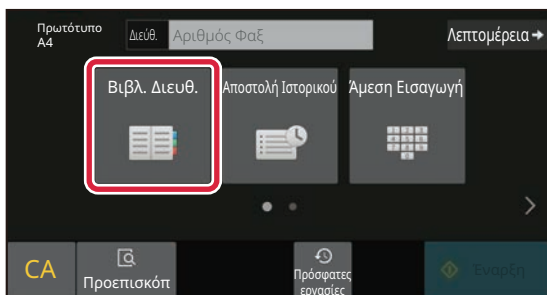 Πρωτότυπο
A4
Διεύθ. Αριθμός Φαξ
Λεπτομέρεια
Βιβλ. Διευθ.
Αποστολή Ιστορικού
Άμεση Εισαγωγή
CA
Προεπισκόπ
Πρόσφατες
εργασίες
Έναρξη